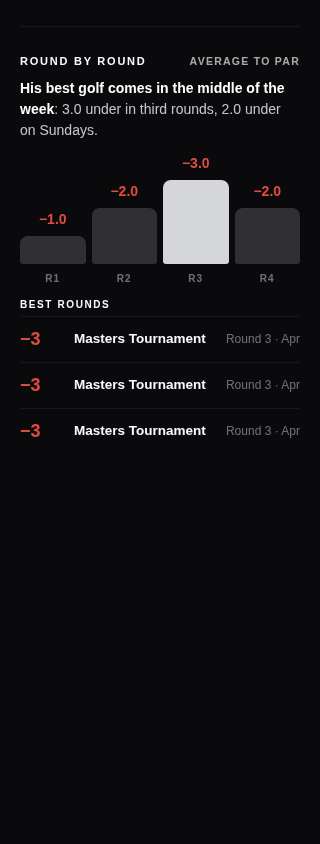 ROUND BY ROUND AVERAGE TO PAR
His best golf comes in the middle of the
week: 3.0 under in third rounds, 2.0 under
on Sundays.
−1.0 −2.0 −3.0 −2.0
R1 R2 R3 R4
BEST ROUNDS
−3 Masters Tournament Round 3 · Apr
−3 Masters Tournament Round 3 · Apr
−3 Masters Tournament Round 3 · Apr